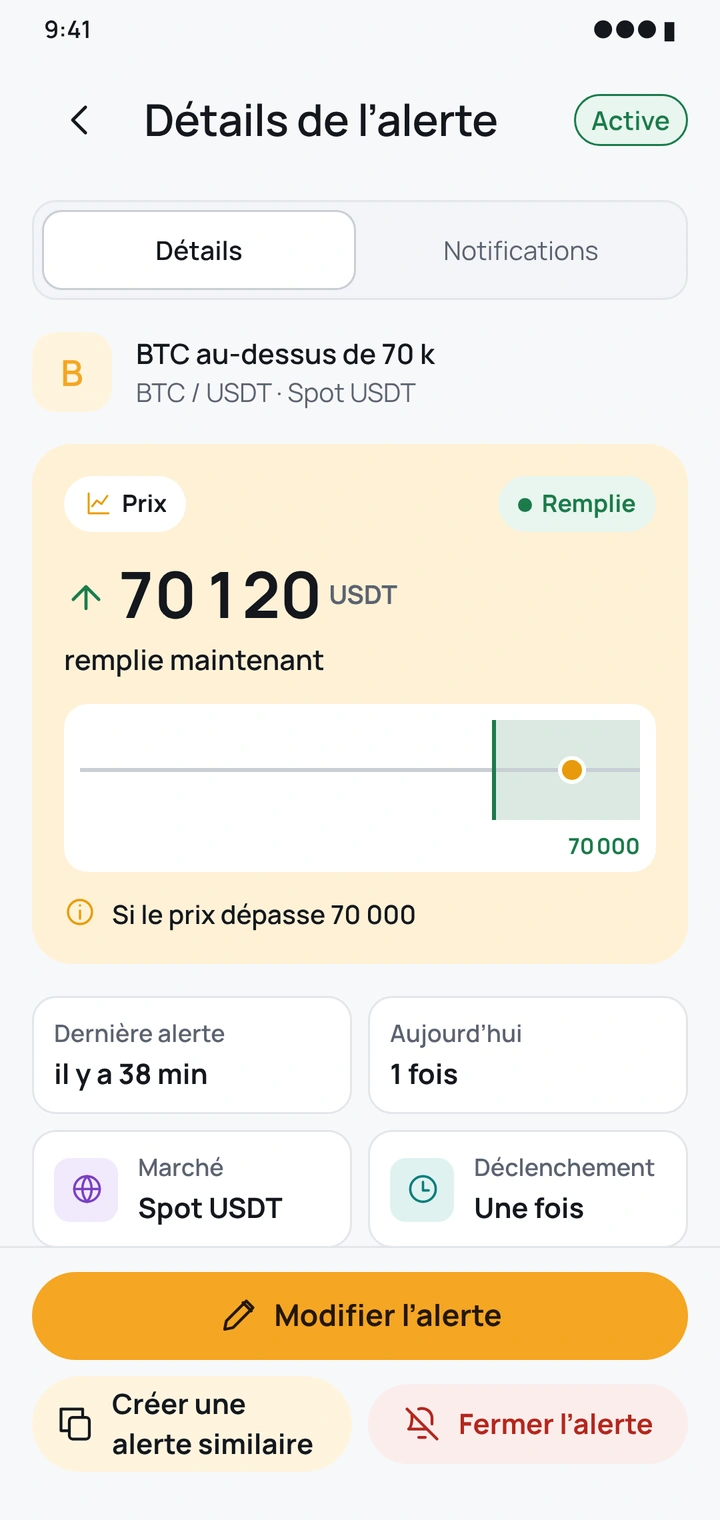 9:41
Détails de l’alerte
Active
Détails
Notifications
B
BTC au-dessus de 70 k
BTC / USDT · Spot USDT
Prix
Remplie
70 120 USDT
remplie maintenant
70 000
Si le prix dépasse 70 000
Dernière alerte
il y a 38 min
Aujourd’hui
1 fois
Marché
Spot USDT
Déclenchement
Une fois
Modifier l’alerte
Créer une
alerte similaire
Fermer l’alerte